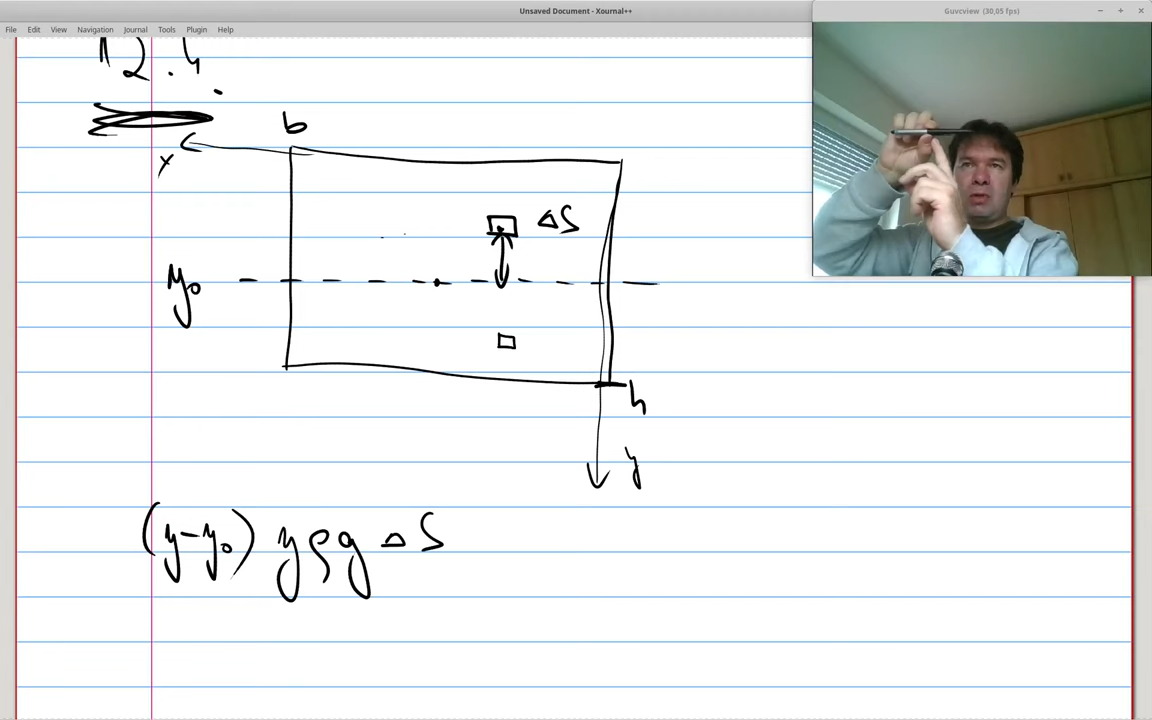 Unsaved Document - Xournal++
Guvcview (30,05 fps)
File Edit View Navigation Journal Tools Plugin Help
12.4.
b
x
ΔS
y₀
h
y
(y-y₀) yρg ΔS